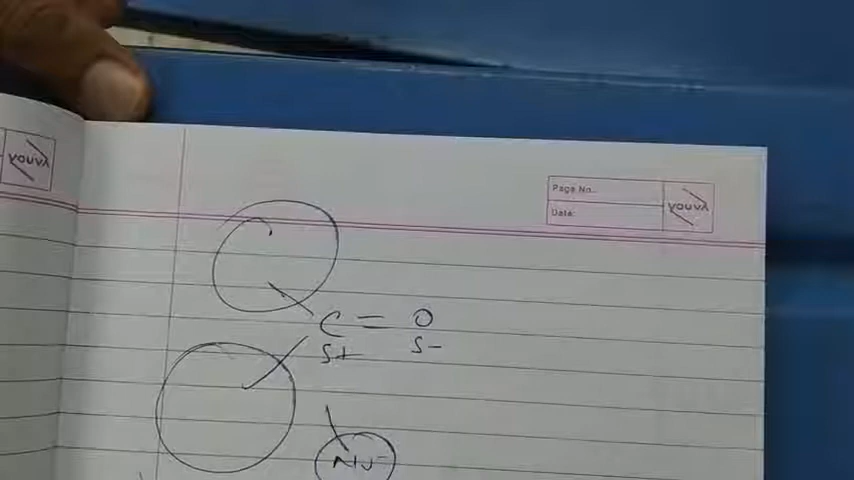 youvA
Page No.
Date:
youvA
C = O
δ+ δ-
Nu-